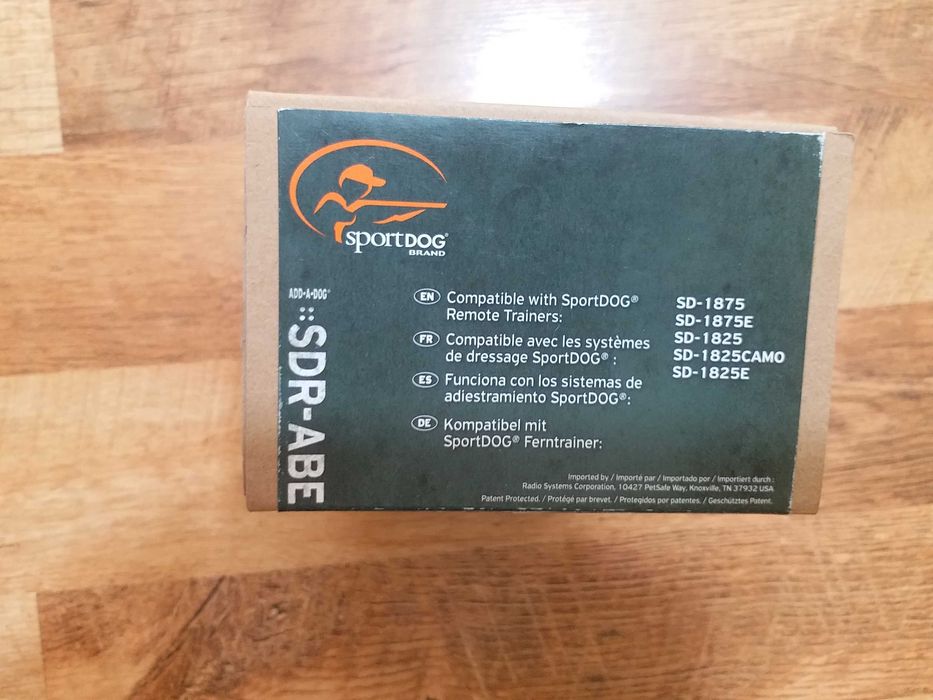 sportDOG®
BRAND
ADD•A•DOG®
::SDR-ABE
EN Compatible with SportDOG®
Remote Trainers:
FR Compatible avec les systèmes
de dressage SportDOG® :
ES Funciona con los sistemas de
adiestramiento SportDOG®:
DE Kompatibel mit
SportDOG® Ferntrainer:
SD-1875
SD-1875E
SD-1825
SD-1825CAMO
SD-1825E
Imported by / Importé par / Importado por / Importiert durch :
Radio Systems Corporation, 10427 PetSafe Way, Knoxville, TN 37932 USA
Patent Protected. / Protégé par brevet. / Protegidos por patentes. / Geschütztes Patent.